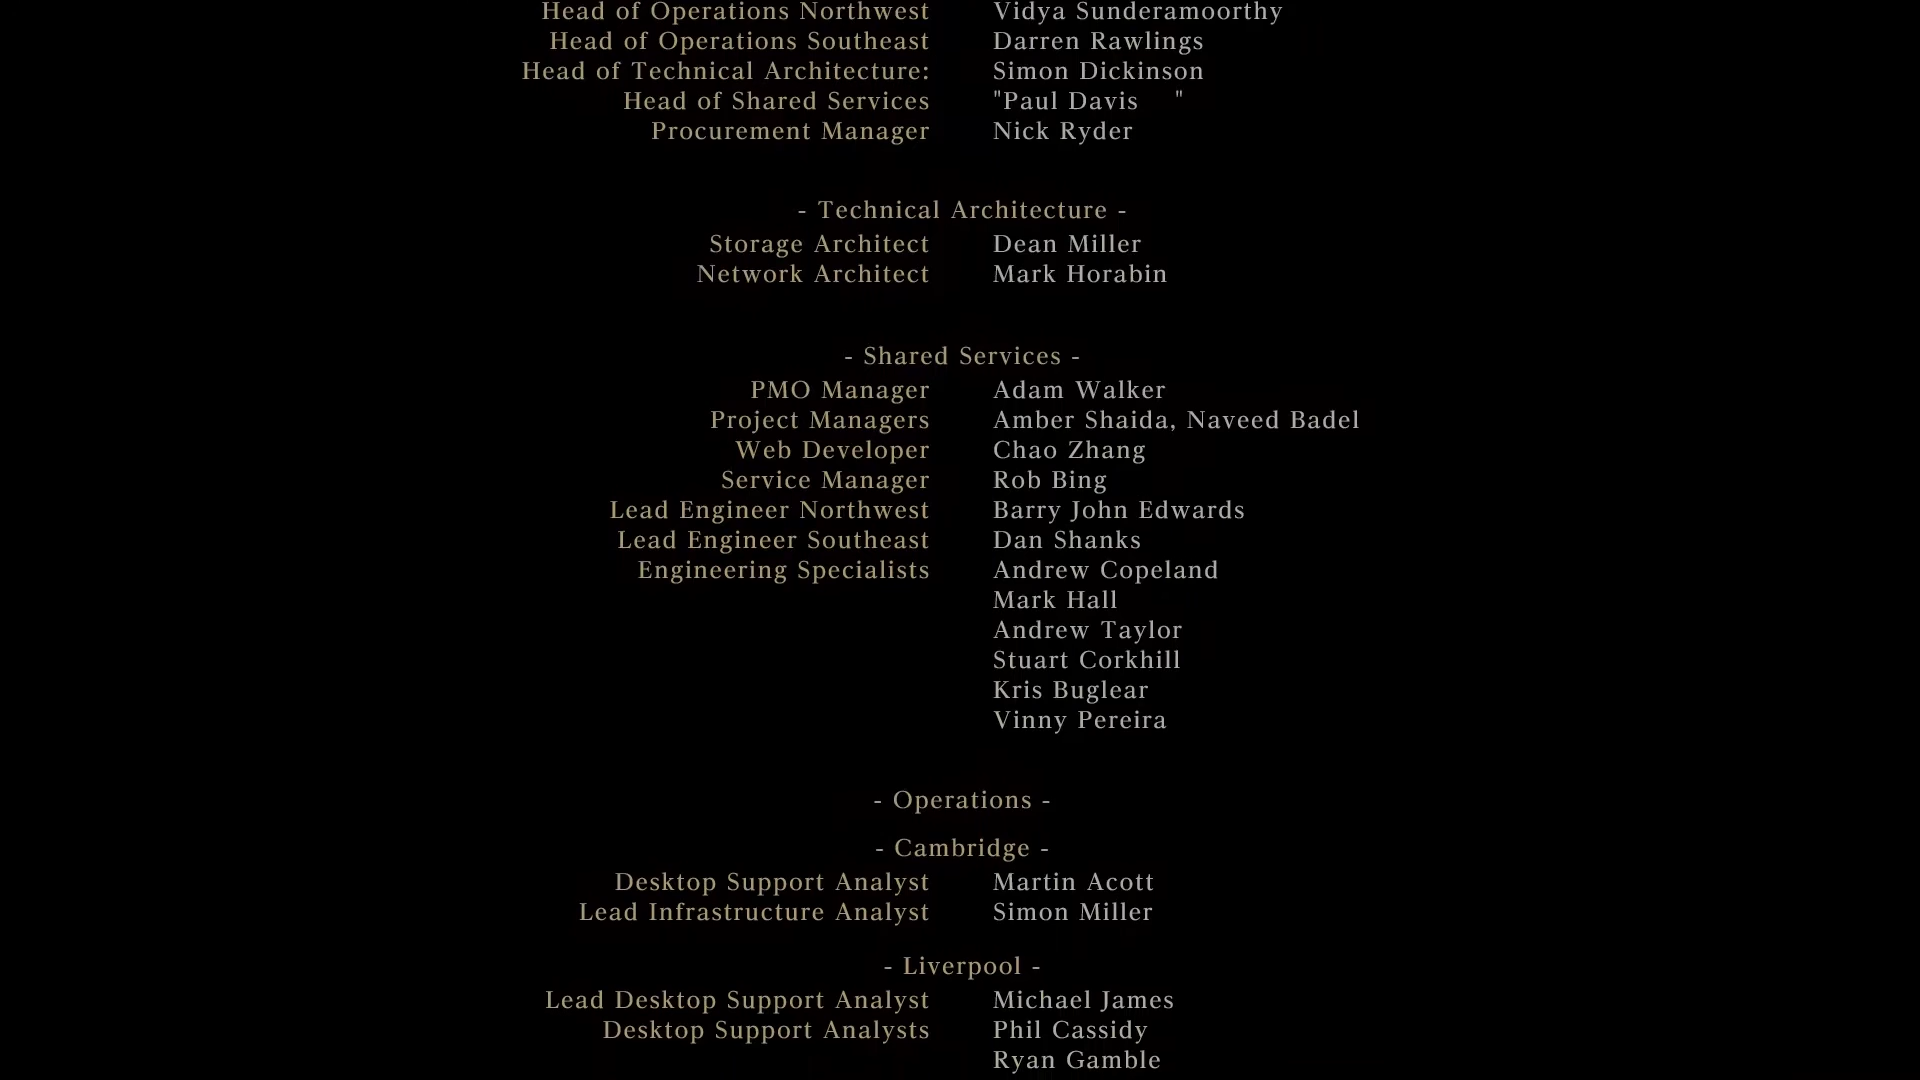 Head of Operations Northwest Vidya Sunderamoorthy
Head of Operations Southeast Darren Rawlings
Head of Technical Architecture: Simon Dickinson
Head of Shared Services "Paul Davis "
Procurement Manager Nick Ryder
- Technical Architecture -
Storage Architect Dean Miller
Network Architect Mark Horabin
- Shared Services -
PMO Manager Adam Walker
Project Managers Amber Shaida, Naveed Badel
Web Developer Chao Zhang
Service Manager Rob Bing
Lead Engineer Northwest Barry John Edwards
Lead Engineer Southeast Dan Shanks
Engineering Specialists Andrew Copeland
Mark Hall
Andrew Taylor
Stuart Corkhill
Kris Buglear
Vinny Pereira
- Operations -
- Cambridge -
Desktop Support Analyst Martin Acott
Lead Infrastructure Analyst Simon Miller
- Liverpool -
Lead Desktop Support Analyst Michael James
Desktop Support Analysts Phil Cassidy
Ryan Gamble